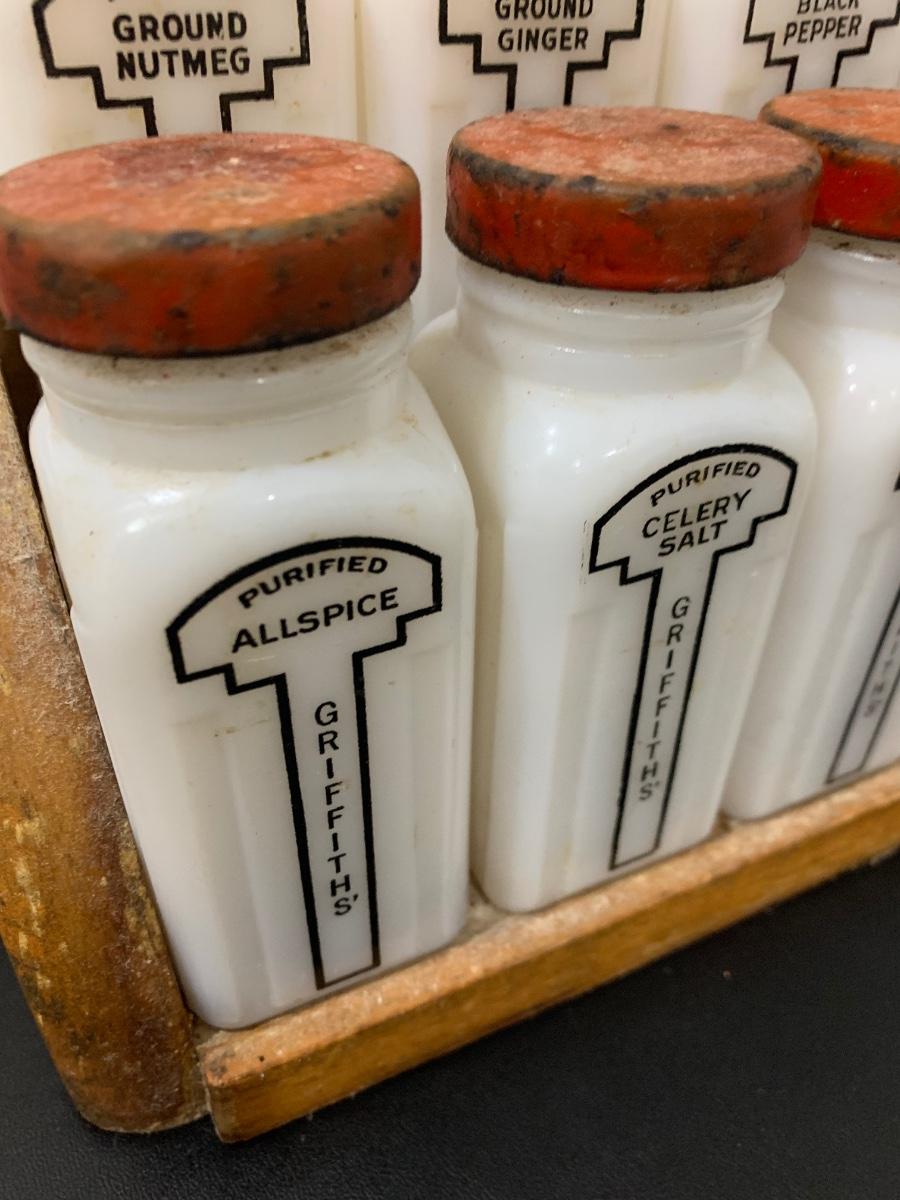 GROUND
NUTMEG
GROUND
GINGER
BLACK
PEPPER
PURIFIED
ALLSPICE
GRIFFITHS'
PURIFIED
CELERY
SALT
GRIFFITHS'